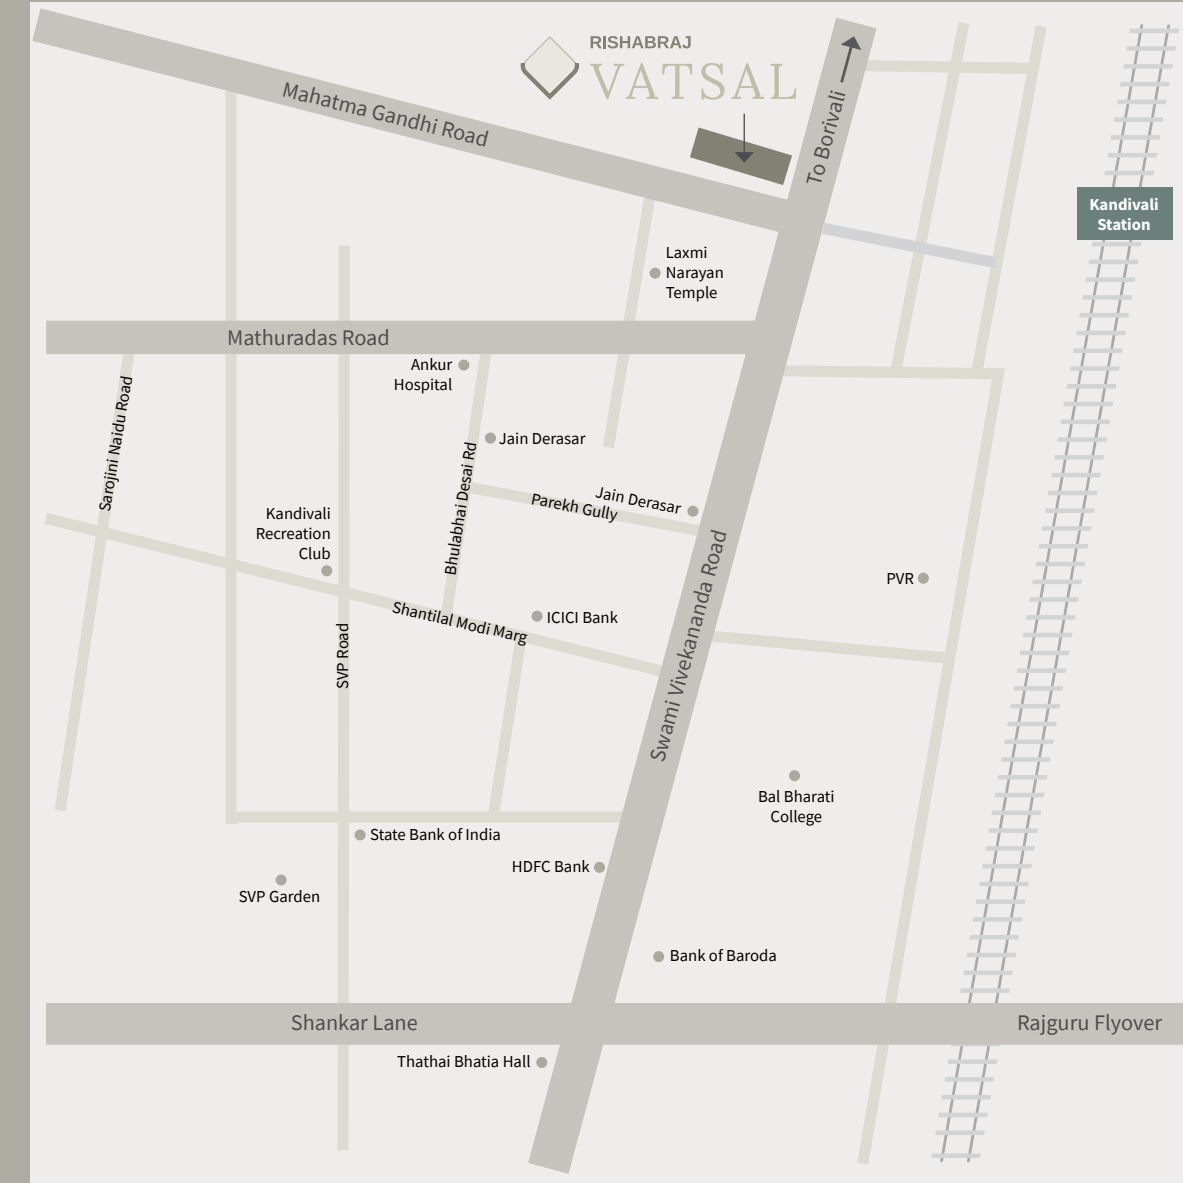 RISHABRAJ
VATSAL
Mahatma Gandhi Road
To Borivali
Kandivali
Station
Laxmi
Narayan
Temple
Mathuradas Road
Ankur
Hospital
Sarojini Naidu Road
Jain Derasar
Bhulabhai Desai Rd
Jain Derasar
Parekh Gully
Kandivali
Recreation
Club
Swami Vivekananda Road
PVR
Shantilal Modi Marg
ICICI Bank
SVP Road
Bal Bharati
College
State Bank of India
HDFC Bank
SVP Garden
Bank of Baroda
Shankar Lane
Rajguru Flyover
Thathai Bhatia Hall